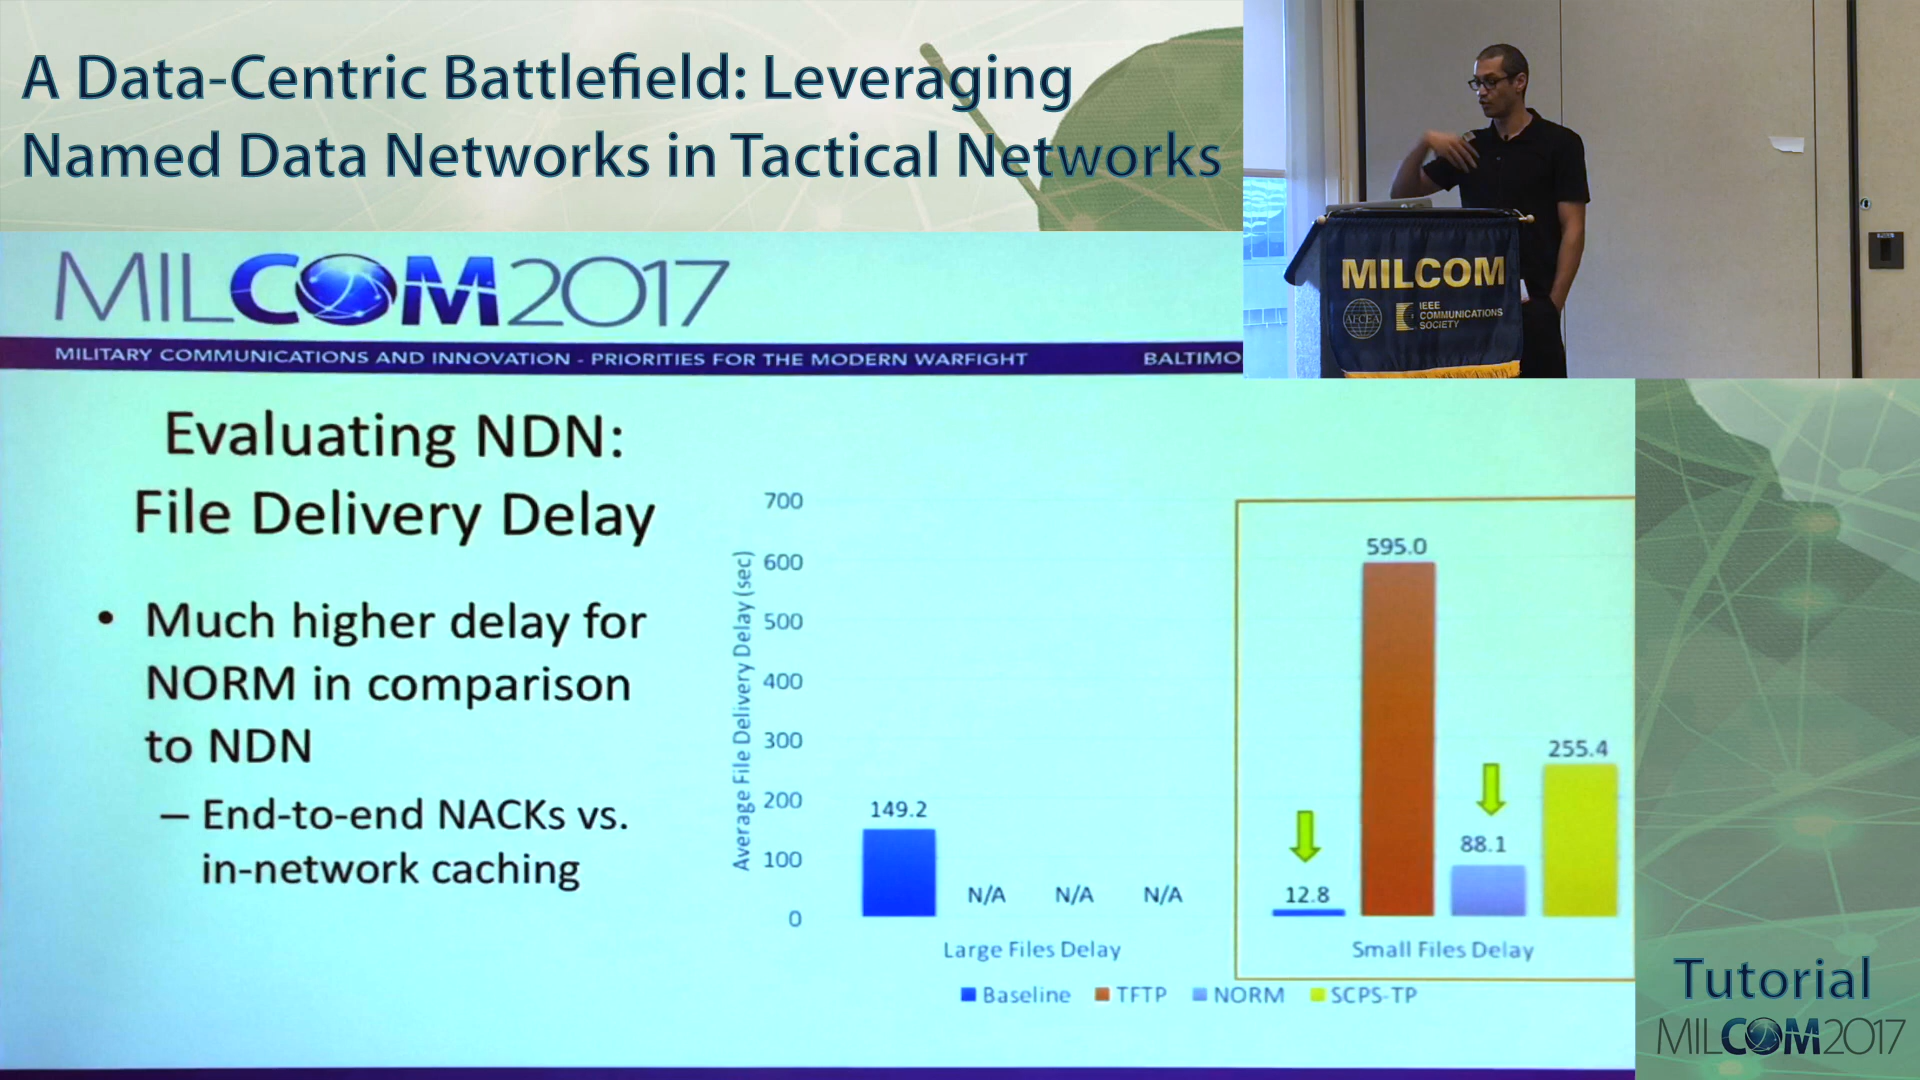 A Data-Centric Battlefield: Leveraging
Named Data Networks in Tactical Networks
MILCOM
AFCEA
IEEE
COMMUNICATIONS
SOCIETY
MILCOM2017
MILITARY COMMUNICATIONS AND INNOVATION - PRIORITIES FOR THE MODERN WARFIGHT
BALTIMO
Evaluating NDN:
File Delivery Delay
• Much higher delay for
NORM in comparison
to NDN
– End-to-end NACKs vs.
in-network caching
Average File Delivery Delay (sec)
700
600
500
400
300
200
100
0
149.2
N/A
N/A
N/A
12.8
595.0
88.1
255.4
Large Files Delay
Small Files Delay
Baseline TFTP NORM SCPS-TP
Tutorial
MILCOM2017